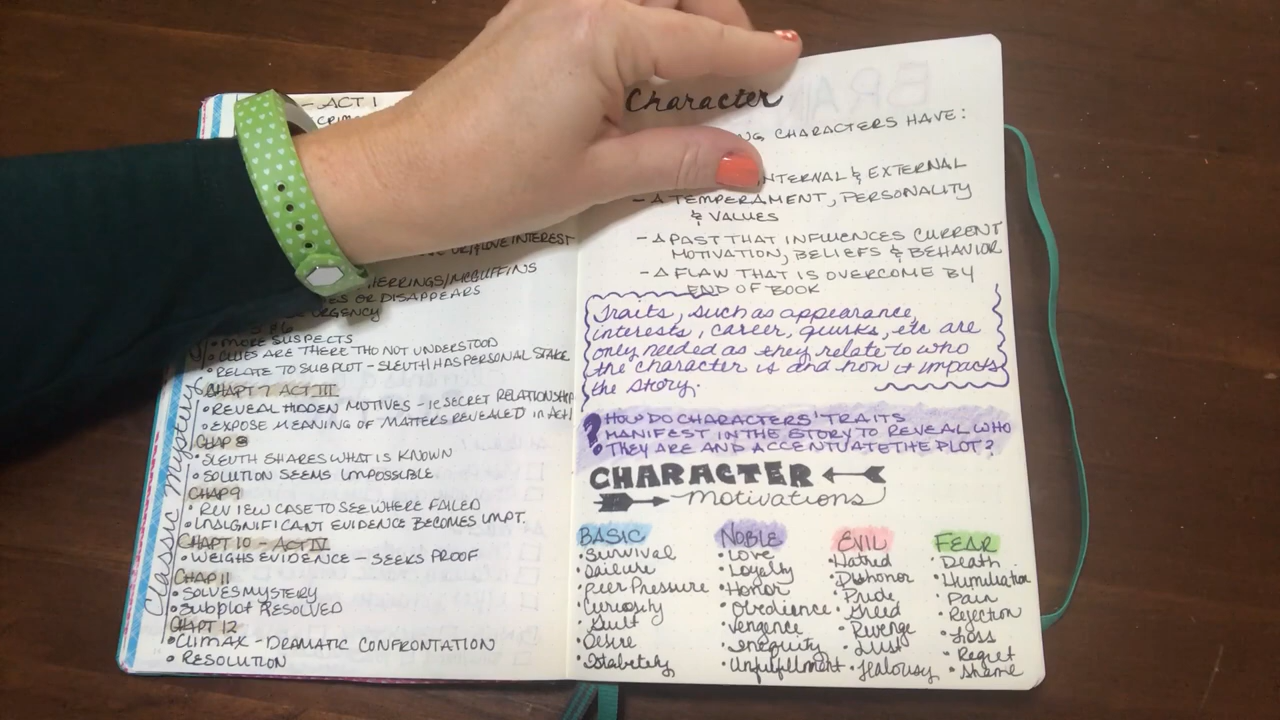 - ACT 1
INTEREST
HERRINGS/MCGUFFINS
OR DISAPPEARS
URGENCY
• MORE SUSPECTS
• CLUES ARE THERE THO NOT UNDERSTOOD
• RELATE TO SUBPLOT - SLEUTH HAS PERSONAL STAKE
CHAPT 7 ACT III
• REVEAL HIDDEN MOTIVES - ie SECRET RELATIONSHIP
• EXPOSE MEANING OF MATTERS REVEALED IN ACT I
CHAP 8
• SLEUTH SHARES WHAT IS KNOWN
• SOLUTION SEEMS IMPOSSIBLE
CHAP 9
• REVIEW CASE TO SEE WHERE FAILED
• INSIGNIFICANT EVIDENCE BECOMES IMPT.
CHAPT 10 - ACT IV
• WEIGHS EVIDENCE - SEEKS PROOF
CHAP 11
• SOLVES MYSTERY
• SUBPLOT RESOLVED
CHAPT 12
• CLIMAX - DRAMATIC CONFRONTATION
• RESOLUTION
Classic Mystery
Character
CHARACTERS HAVE:
INTERNAL & EXTERNAL
- A TEMPERAMENT, PERSONALITY
& VALUES
- A PAST THAT INFLUENCES CURRENT
MOTIVATION, BELIEFS & BEHAVIOR
- A FLAW THAT IS OVERCOME BY
END OF BOOK
Traits, such as appearance,
interests, career, quirks, etc are
only needed as they relate to who
the character is and how it impacts
the story.
? HOW DO CHARACTERS' TRAITS
MANIFEST IN THE STORY TO REVEAL WHO
THEY ARE AND ACCENTUATE THE PLOT?
CHARACTER
motivations
BASIC
• Survival
• Failure
• Peer Pressure
• Curiosity
• Guilt
• Desire
• Stabetity
NOBLE
• Love
• Loyalty
• Honor
• Obedience
• Vengence
• Inequity
• Unfulfillment
EVIL
• Hatred
• Dishonor
• Pride
• Greed
• Revenge
• Lust
• Jealousy
FEAR
• Death
• Humiliation
• Pain
• Rejection
• Loss
• Regret
• Shame